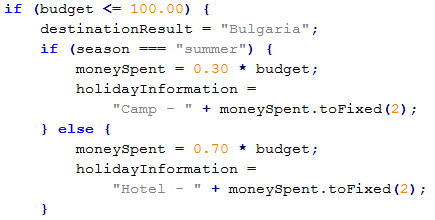 if (budget <= 100.00) {
    destinationResult = "Bulgaria";
    if (season === "summer") {
        moneySpent = 0.30 * budget;
        holidayInformation =
            "Camp - " + moneySpent.toFixed(2);
    } else {
        moneySpent = 0.70 * budget;
        holidayInformation =
            "Hotel - " + moneySpent.toFixed(2);
    }